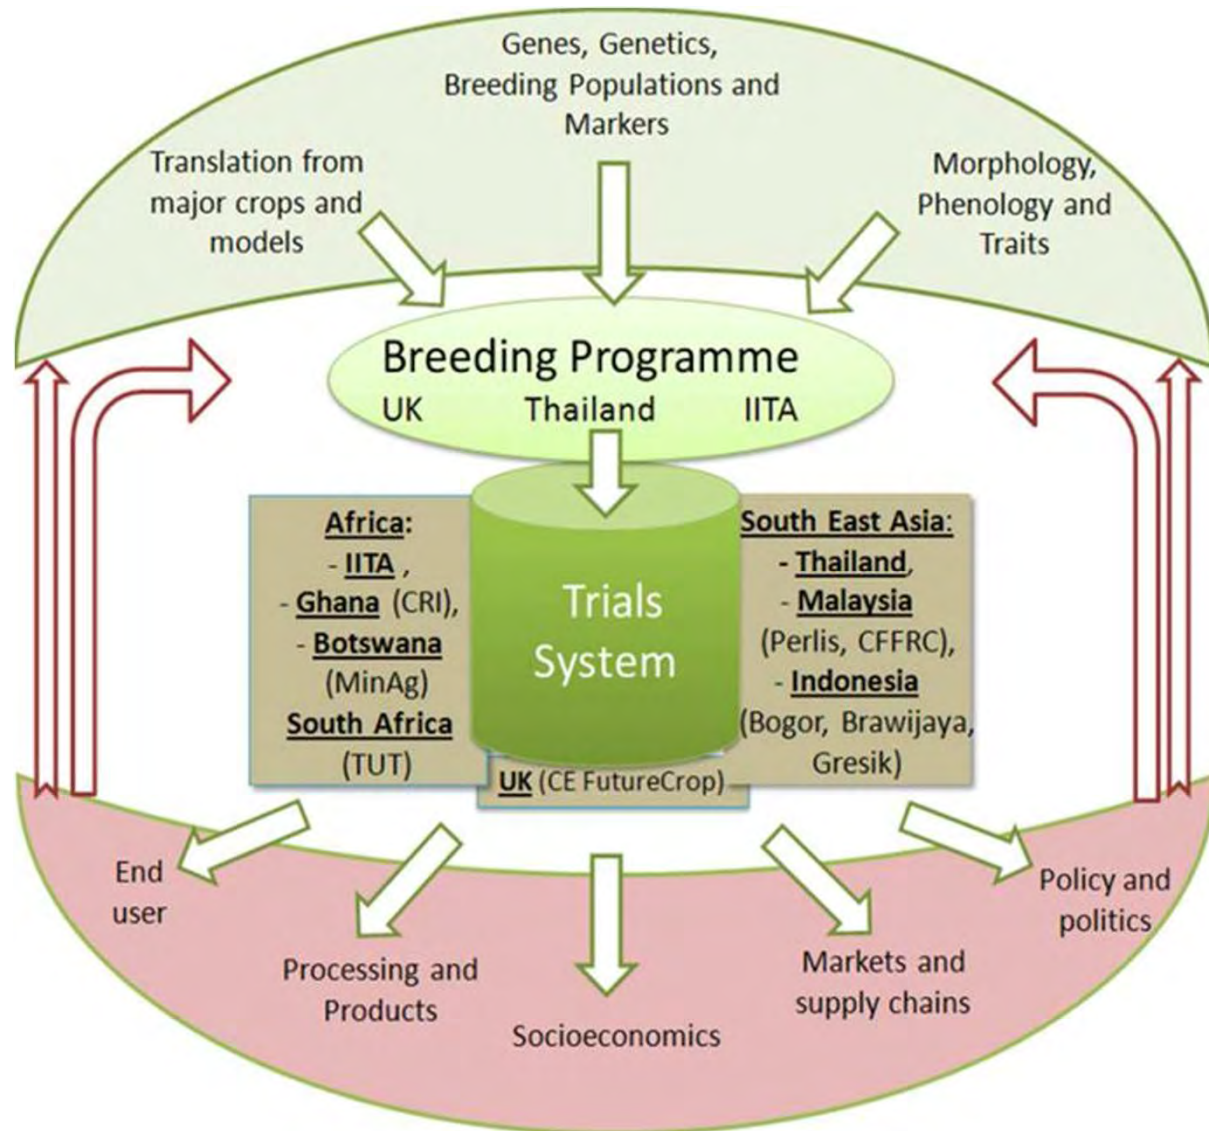 Genes, Genetics,
Breeding Populations and
Markers
Translation from
major crops and
models
Morphology,
Phenology and
Traits
Breeding Programme
UK Thailand IITA
Africa:
- IITA ,
- Ghana (CRI),
- Botswana
(MinAg)
South Africa
(TUT)
Trials
System
South East Asia:
- Thailand,
- Malaysia
(Perlis, CFFRC),
- Indonesia
(Bogor, Brawijaya,
Gresik)
UK (CE FutureCrop)
End
user
Processing and
Products
Socioeconomics
Markets and
supply chains
Policy and
politics